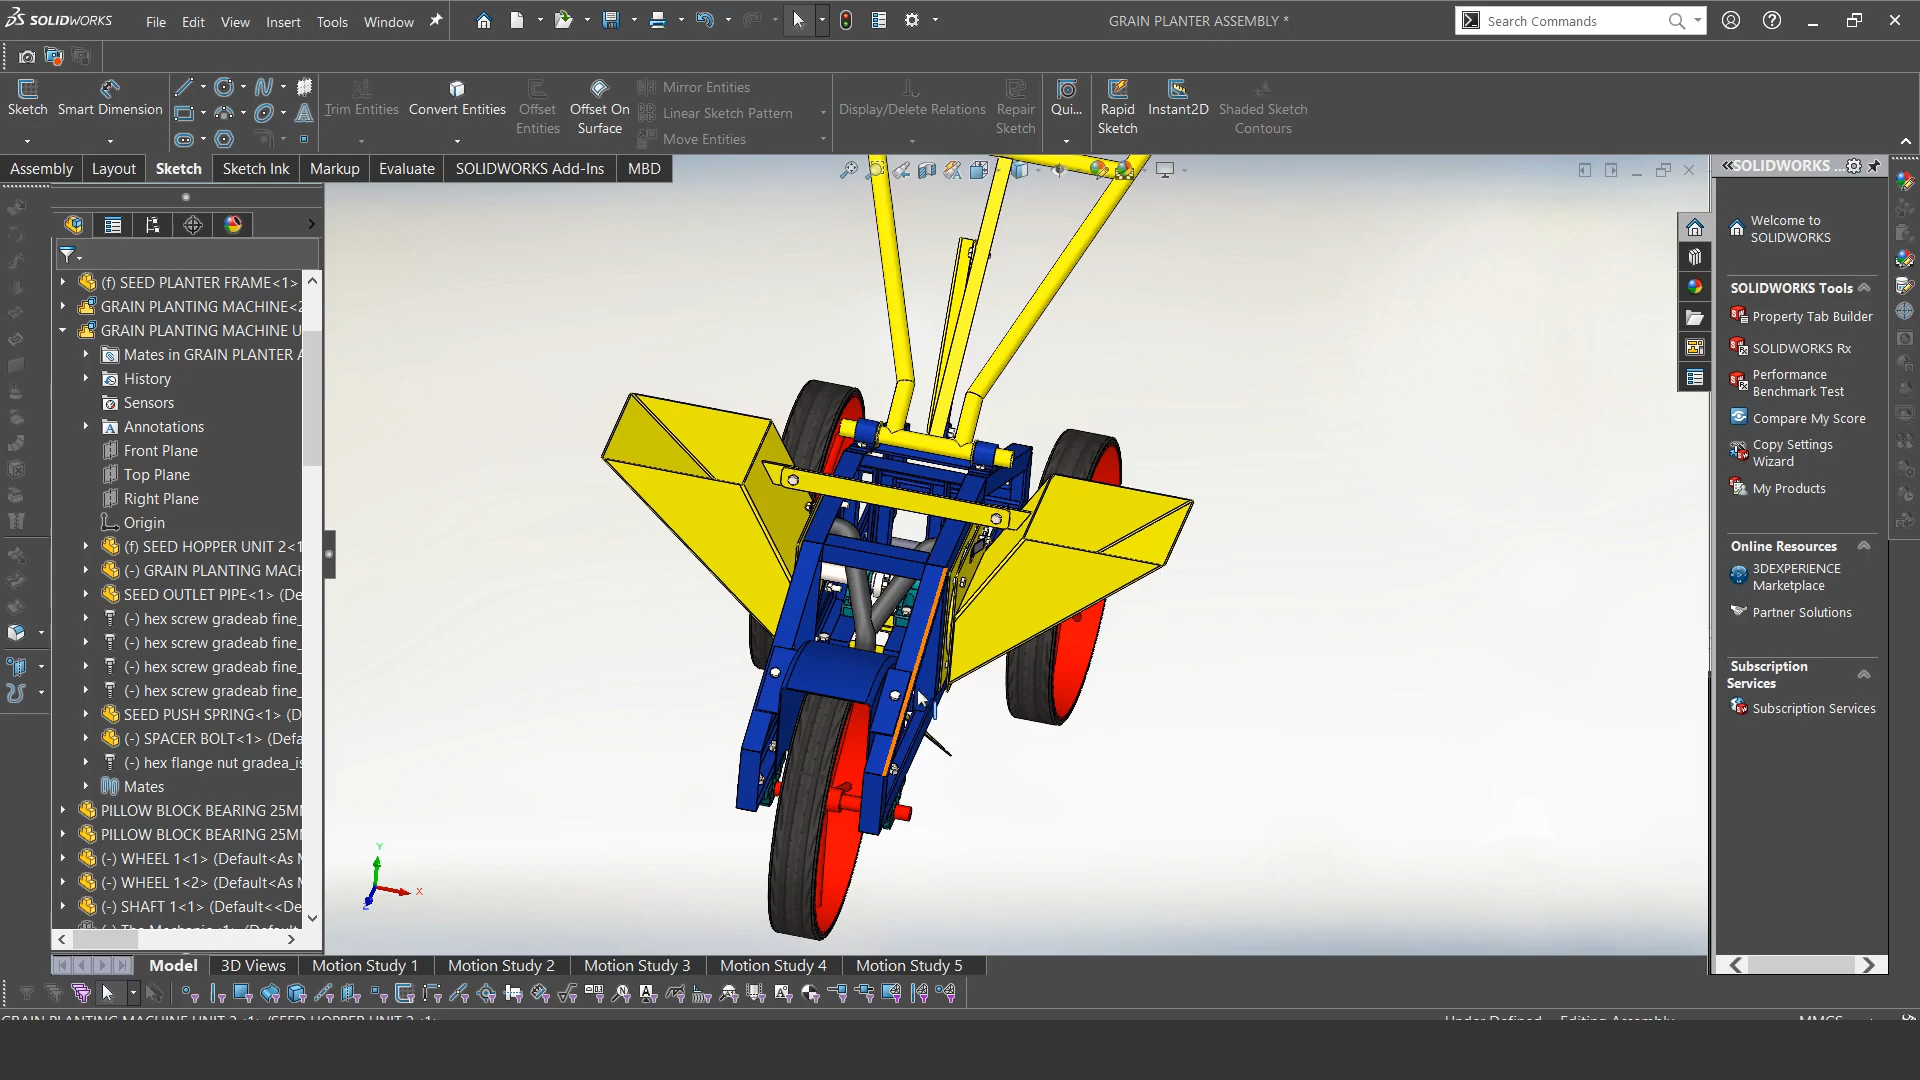 SOLIDWORKS File Edit View Insert Tools Window GRAIN PLANTER ASSEMBLY * Search Commands
Sketch Smart Dimension Trim Entities Convert Entities Offset Entities Offset On Surface Mirror Entities Linear Sketch Pattern Move Entities Display/Delete Relations Repair Sketch Qui... Rapid Sketch Instant2D Shaded Sketch Contours
Assembly Layout Sketch Sketch Ink Markup Evaluate SOLIDWORKS Add-Ins MBD
(f) SEED PLANTER FRAME<1>
GRAIN PLANTING MACHINE<2
GRAIN PLANTING MACHINE U
Mates in GRAIN PLANTER A
History
Sensors
Annotations
Front Plane
Top Plane
Right Plane
Origin
(f) SEED HOPPER UNIT 2<1
(-) GRAIN PLANTING MACH
SEED OUTLET PIPE<1> (De
(-) hex screw gradeab fine_
(-) hex screw gradeab fine_
(-) hex screw gradeab fine_
(-) hex screw gradeab fine_
SEED PUSH SPRING<1> (D
(-) SPACER BOLT<1> (Defa
(-) hex flange nut gradea_is
Mates
PILLOW BLOCK BEARING 25MM
PILLOW BLOCK BEARING 25MM
(-) WHEEL 1<1> (Default<As M
(-) WHEEL 1<2> (Default<As M
(-) SHAFT 1<1> (Default<<De
Y
X
Z
SOLIDWORKS ...
Welcome to
SOLIDWORKS
SOLIDWORKS Tools
Property Tab Builder
SOLIDWORKS Rx
Performance
Benchmark Test
Compare My Score
Copy Settings
Wizard
My Products
Online Resources
3DEXPERIENCE
Marketplace
Partner Solutions
Subscription
Services
Subscription Services
Model 3D Views Motion Study 1 Motion Study 2 Motion Study 3 Motion Study 4 Motion Study 5